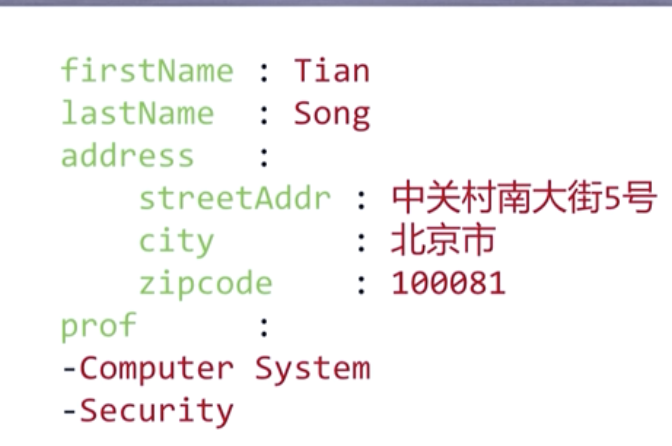 firstName : Tian
lastName  : Song
address   :
    streetAddr : 中关村南大街5号
    city       : 北京市
    zipcode    : 100081
prof      :
-Computer System
-Security